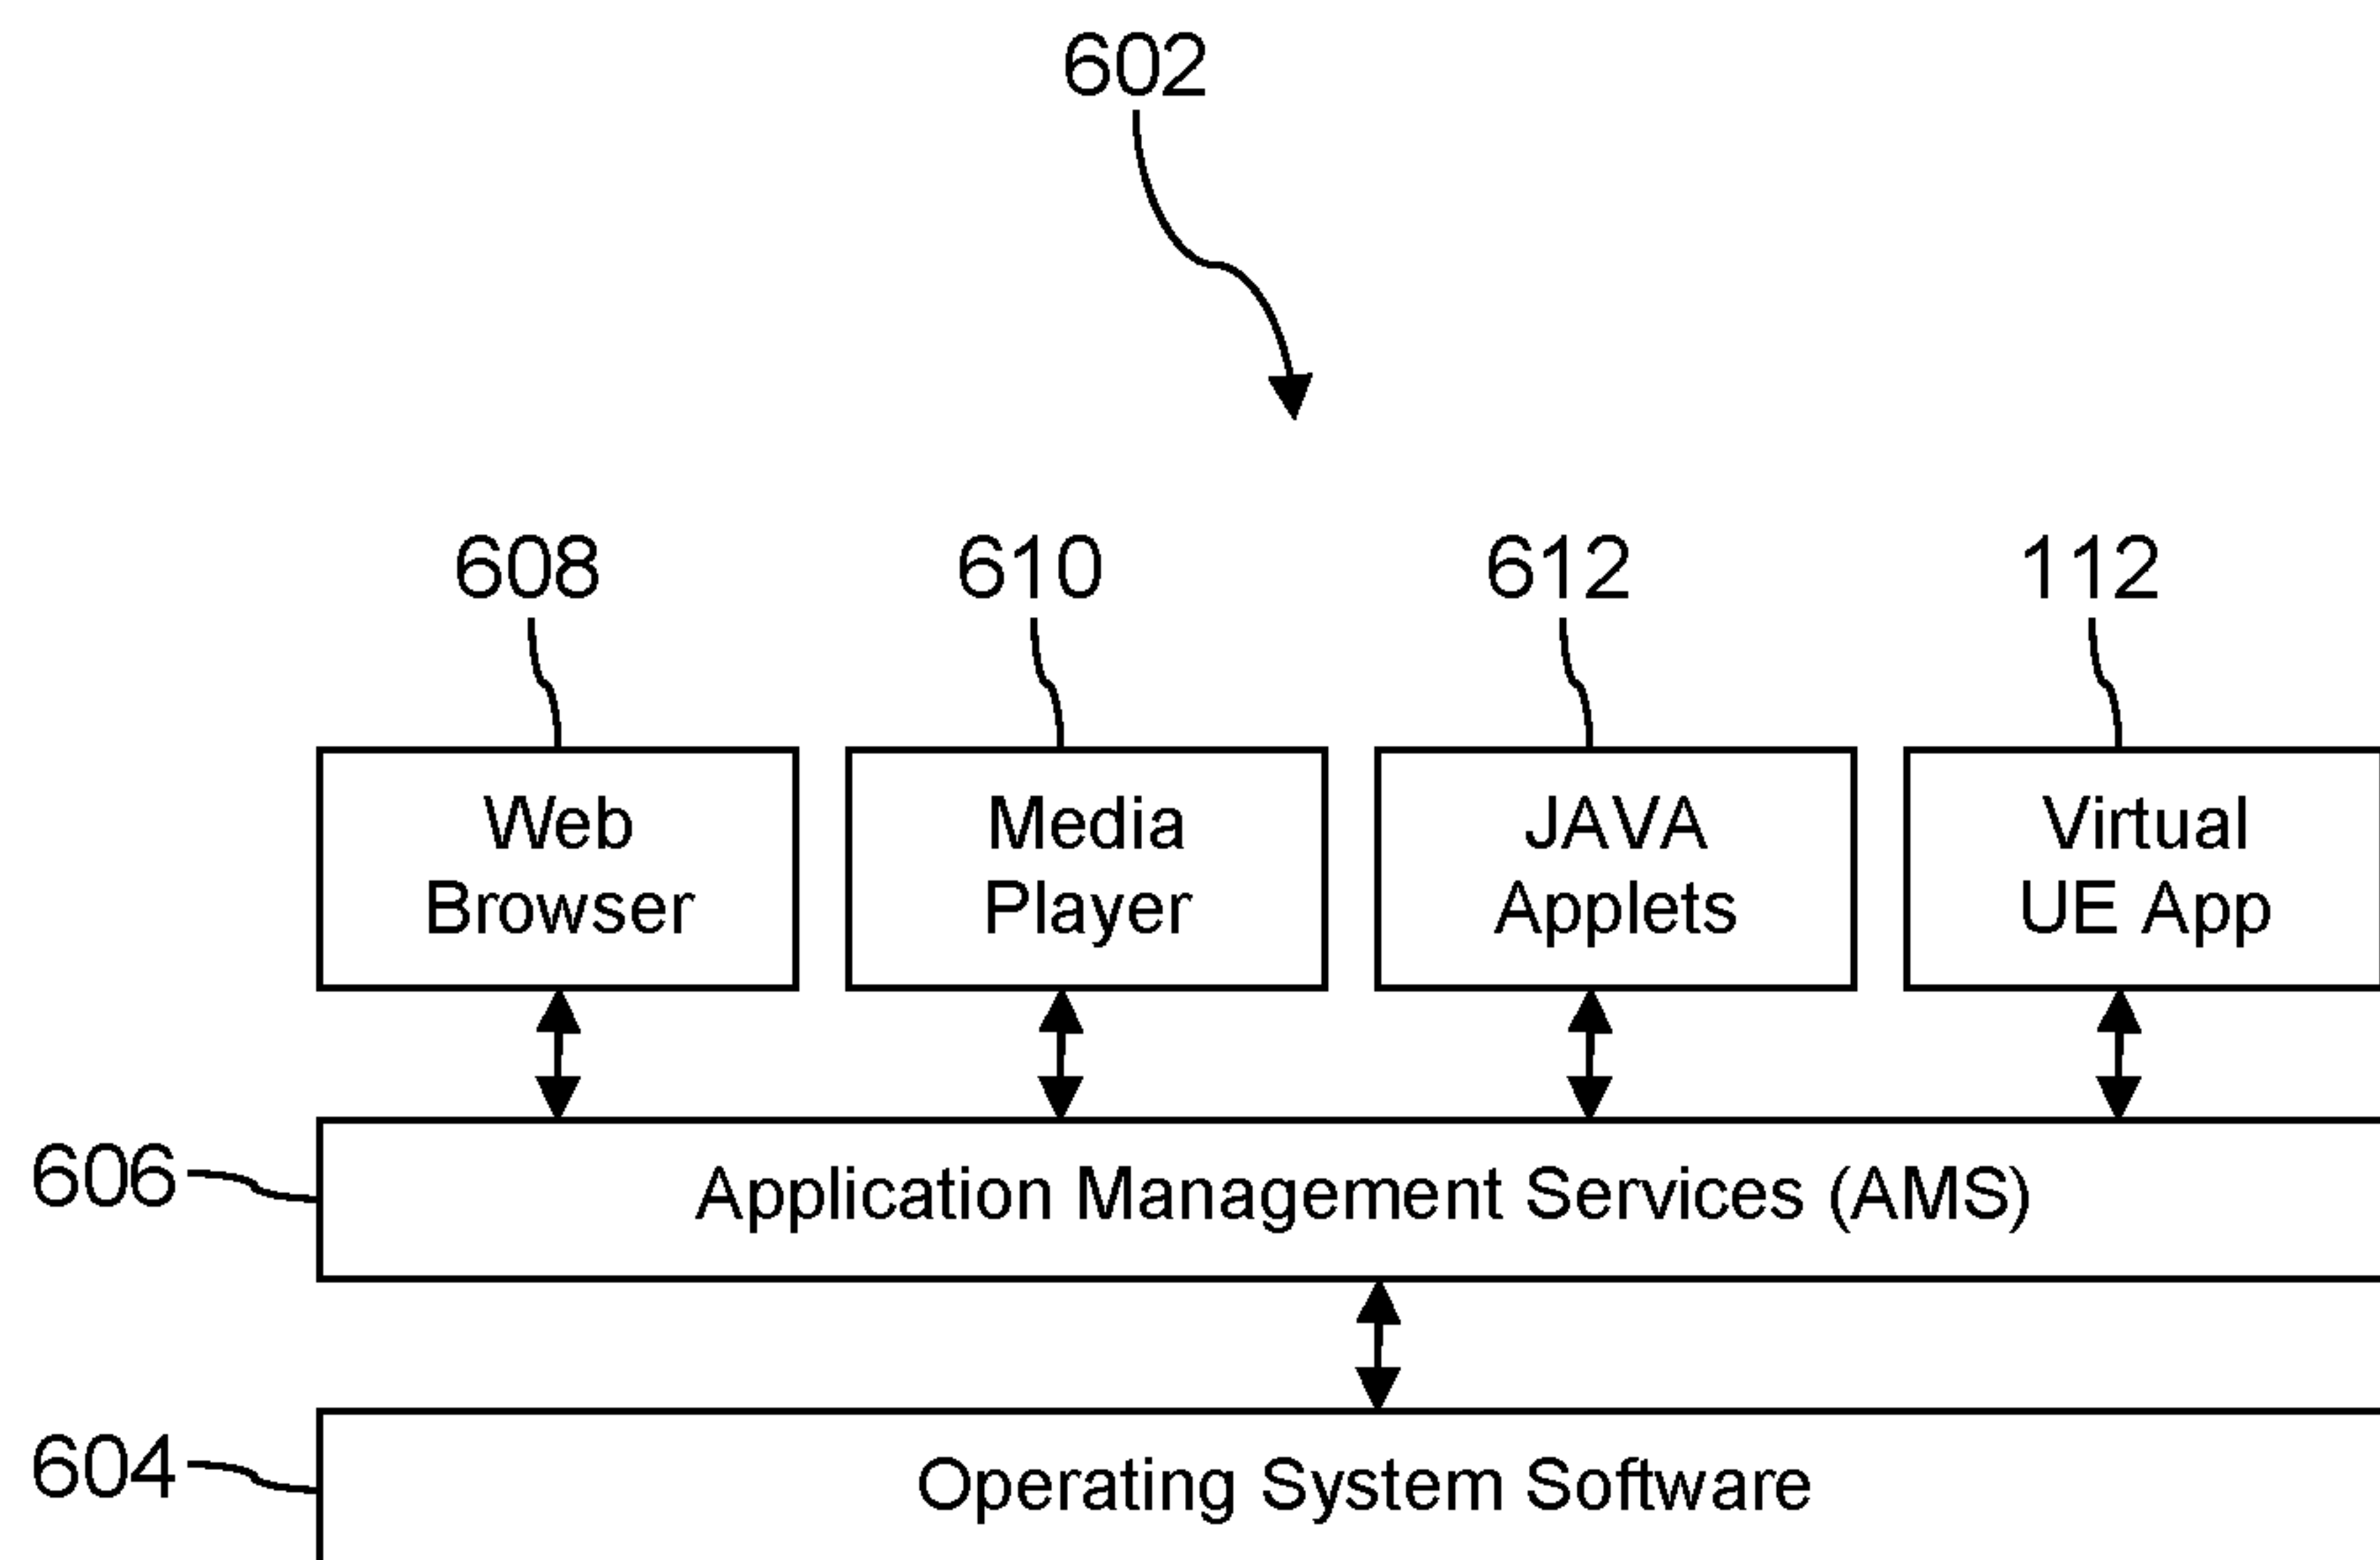 602
608
610
612
112
Web
Browser
Media
Player
JAVA
Applets
Virtual
UE App
606
Application Management Services (AMS)
604
Operating System Software